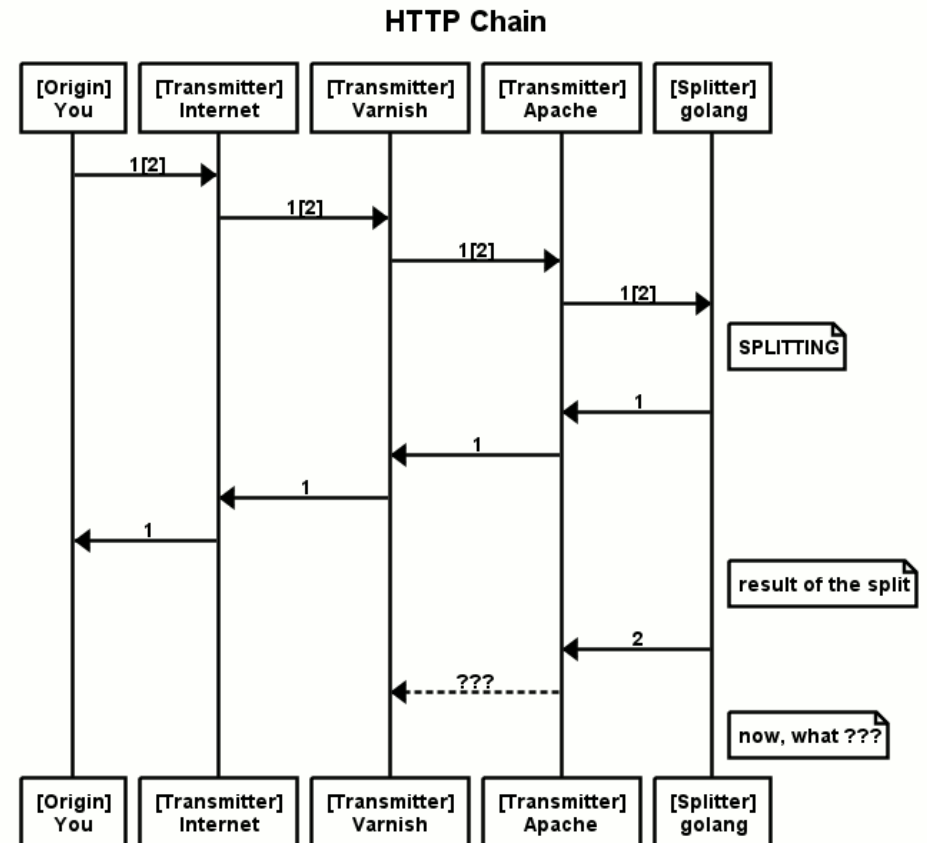 HTTP Chain
[Origin]
You
[Transmitter]
Internet
[Transmitter]
Varnish
[Transmitter]
Apache
[Splitter]
golang
1[2]
1[2]
1[2]
1[2]
SPLITTING
1
1
1
1
result of the split
2
???
now, what ???
[Origin]
You
[Transmitter]
Internet
[Transmitter]
Varnish
[Transmitter]
Apache
[Splitter]
golang